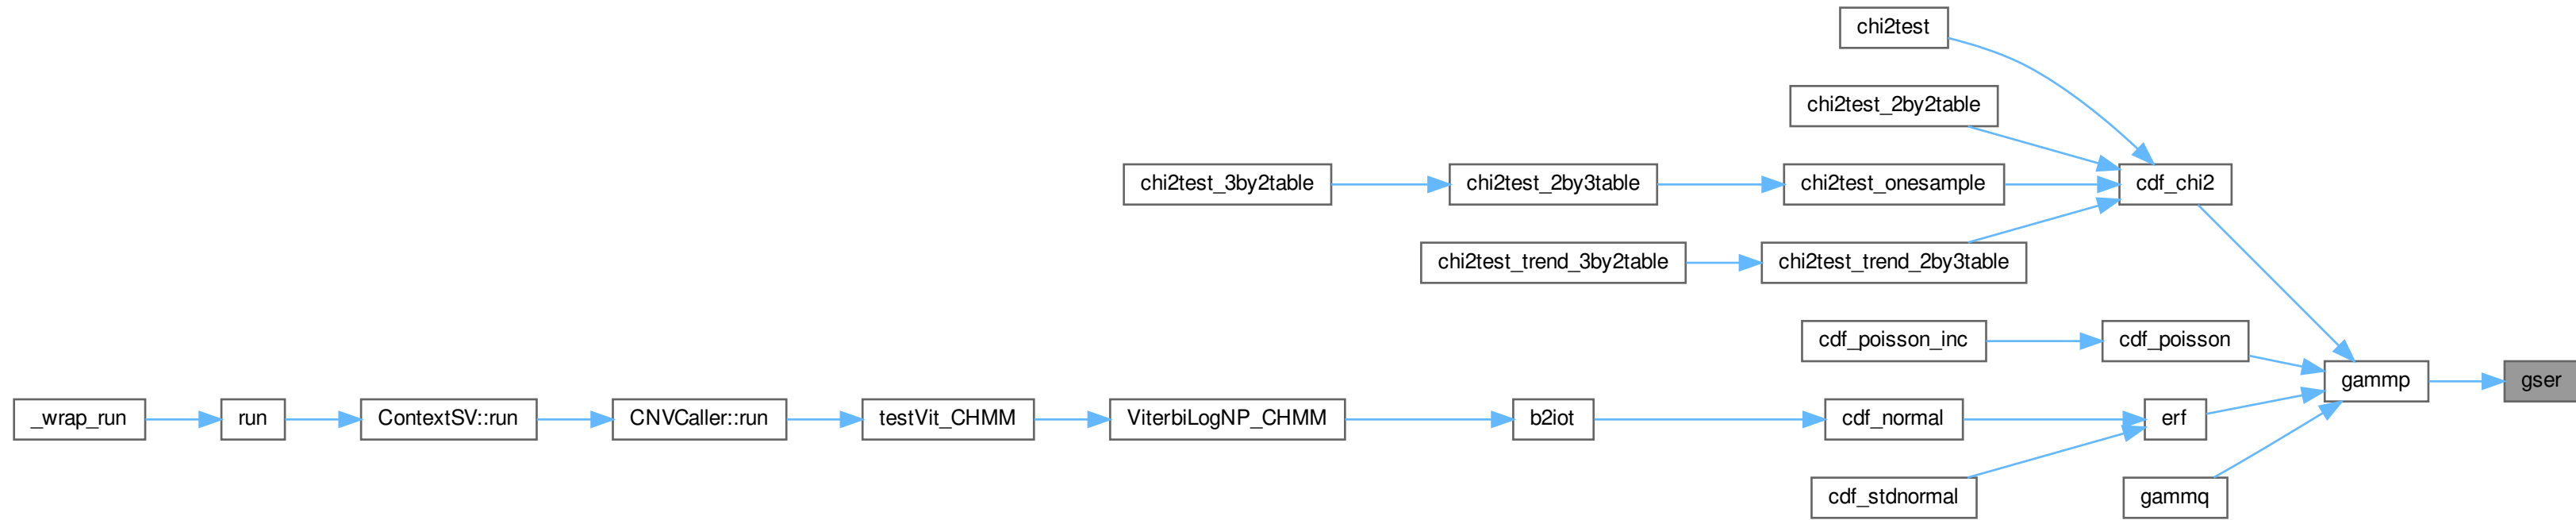 chi2test
chi2test_2by2table
chi2test_3by2table
chi2test_2by3table
chi2test_onesample
cdf_chi2
chi2test_trend_3by2table
chi2test_trend_2by3table
cdf_poisson_inc
cdf_poisson
gammp
gser
_wrap_run
run
ContextSV::run
CNVCaller::run
testVit_CHMM
ViterbiLogNP_CHMM
b2iot
cdf_normal
erf
cdf_stdnormal
gammq